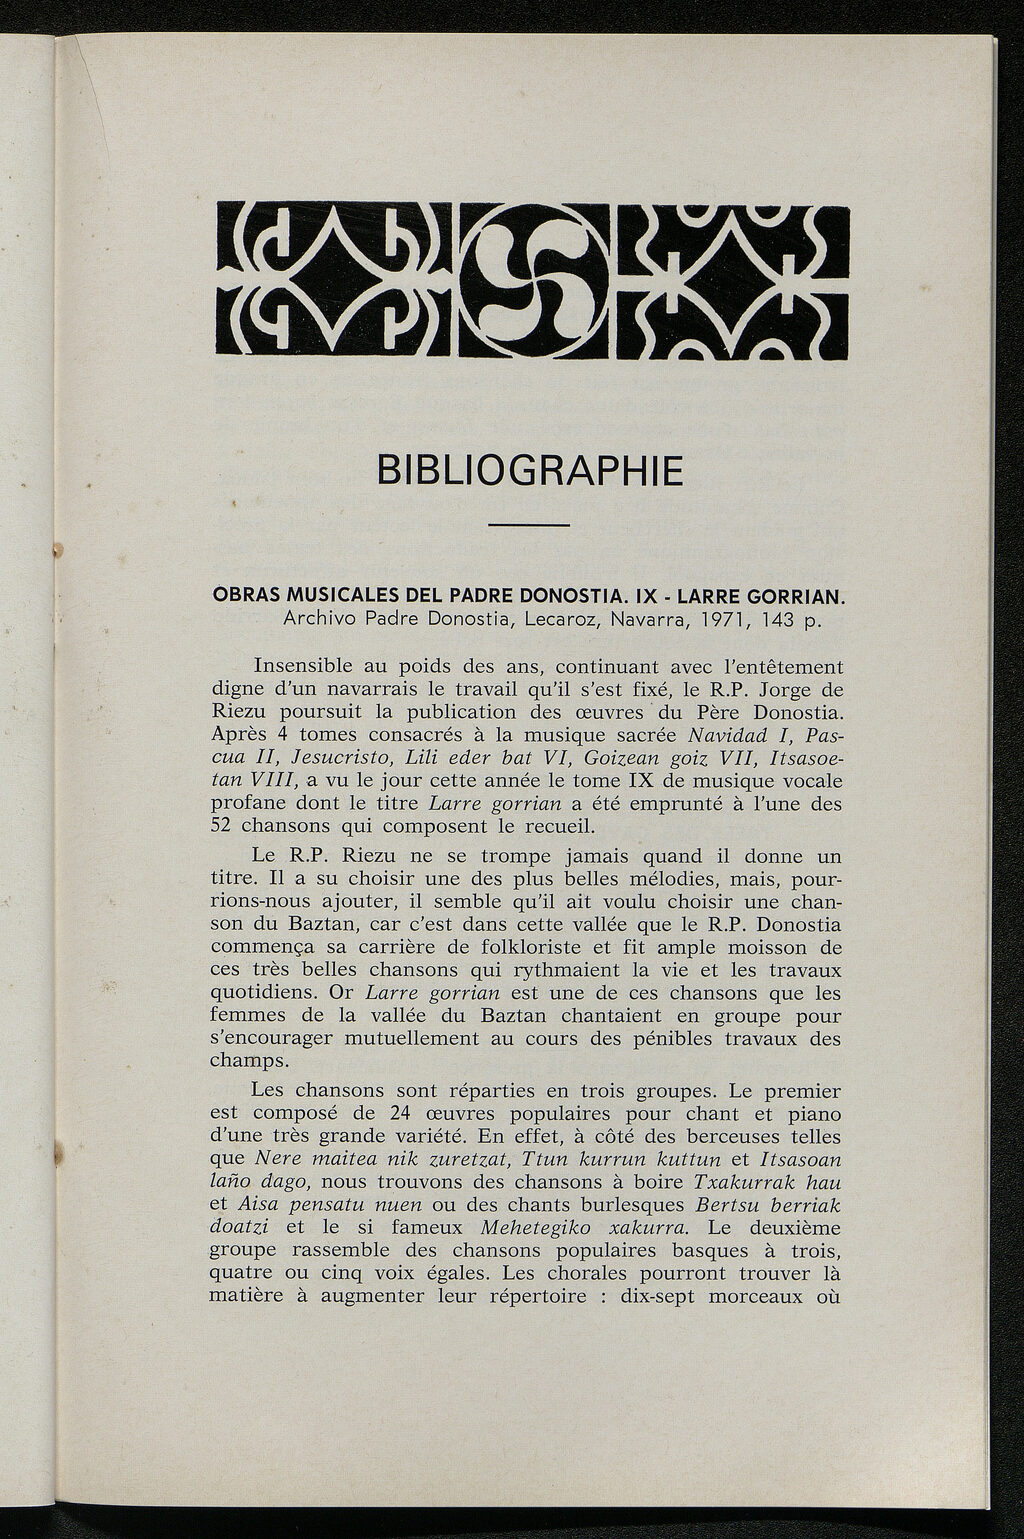 BIBLIOGRAPHIE
OBRAS MUSICALES DEL PADRE DONOSTIA. IX - LARRE GORRIAN.
Archivo Padre Donostia, Lecaroz, Navarra, 1971, 143 p.
Insensible au poids des ans, continuant avec l'entêtement
digne d'un navarrais le travail qu'il s'est fixé, le R.P. Jorge de
Riezu poursuit la publication des œuvres du Père Donostia.
Après 4 tomes consacrés à la musique sacrée Navidad I, Pas-
cua II, Jesucristo, Lili eder bat VI, Goizean goiz VII, Itsasoe-
tan VIII, a vu le jour cette année le tome IX de musique vocale
profane dont le titre Larre gorrian a été emprunté à l'une des
52 chansons qui composent le recueil.
Le R.P. Riezu ne se trompe jamais quand il donne un
titre. Il a su choisir une des plus belles mélodies, mais, pour-
rions-nous ajouter, il semble qu'il ait voulu choisir une chan-
son du Baztan, car c'est dans cette vallée que le R.P. Donostia
commença sa carrière de folkloriste et fit ample moisson de
ces très belles chansons qui rythmaient la vie et les travaux
quotidiens. Or Larre gorrian est une de ces chansons que les
femmes de la vallée du Baztan chantaient en groupe pour
s'encourager mutuellement au cours des pénibles travaux des
champs.
Les chansons sont réparties en trois groupes. Le premier
est composé de 24 œuvres populaires pour chant et piano
d'une très grande variété. En effet, à côté des berceuses telles
que Nere maitea nik zuretzat, Ttun kurrun kuttun et Itsasoan
laño dago, nous trouvons des chansons à boire Txakurrak hau
et Aisa pensatu nuen ou des chants burlesques Bertsu berriak
doatzi et le si fameux Mehetegiko xakurra. Le deuxième
groupe rassemble des chansons populaires basques à trois,
quatre ou cinq voix égales. Les chorales pourront trouver là
matière à augmenter leur répertoire : dix-sept morceaux où